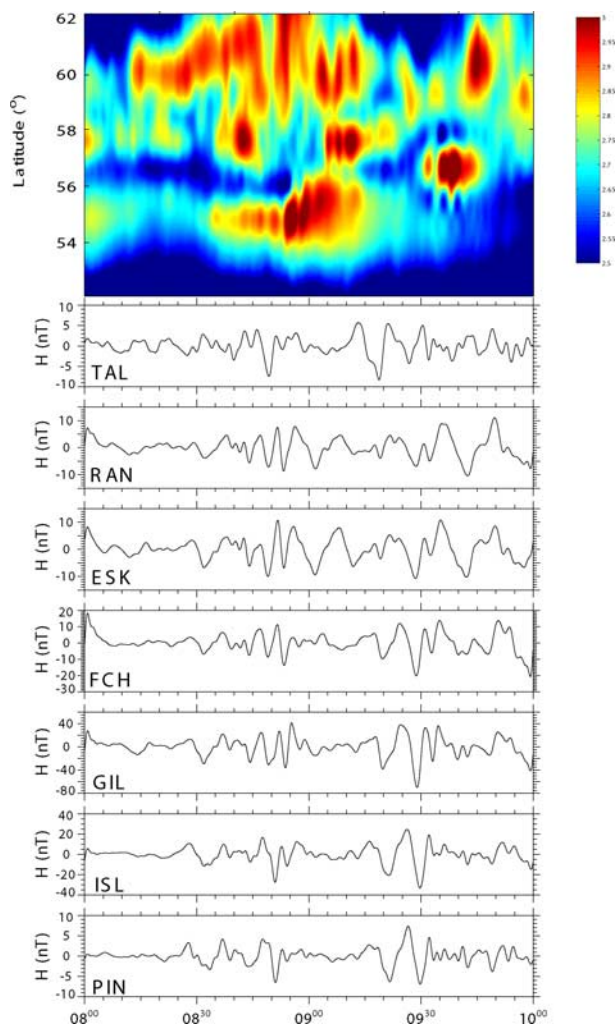 62
60
58
56
54
Latitude (°)
3
2.95
2.9
2.85
2.8
2.75
2.7
2.65
2.6
2.55
2.5
10
5
0
-5
-10
H (nT)
TAL
10
0
-10
H (nT)
RAN
10
0
-10
H (nT)
ESK
20
10
0
-10
-20
-30
H (nT)
FCH
40
0
-40
-80
H (nT)
GIL
40
20
0
-20
-40
H (nT)
ISL
10
5
0
-5
-10
H (nT)
PIN
08⁰⁰ 08³⁰ 09⁰⁰ 09³⁰ 10⁰⁰